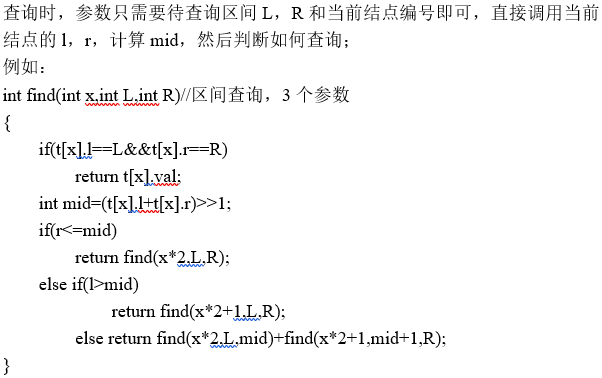 查询时，参数只需要待查询区间 L，R 和当前结点编号即可，直接调用当前
结点的 l，r，计算 mid，然后判断如何查询；
例如：
int find(int x,int L,int R)//区间查询，3 个参数
{
if(t[x].l==L&&t[x].r==R)
return t[x].val;
int mid=(t[x].l+t[x].r)>>1;
if(r<=mid)
return find(x*2,L,R);
else if(l>mid)
return find(x*2+1,L,R);
else return find(x*2,L,mid)+find(x*2+1,mid+1,R);
}